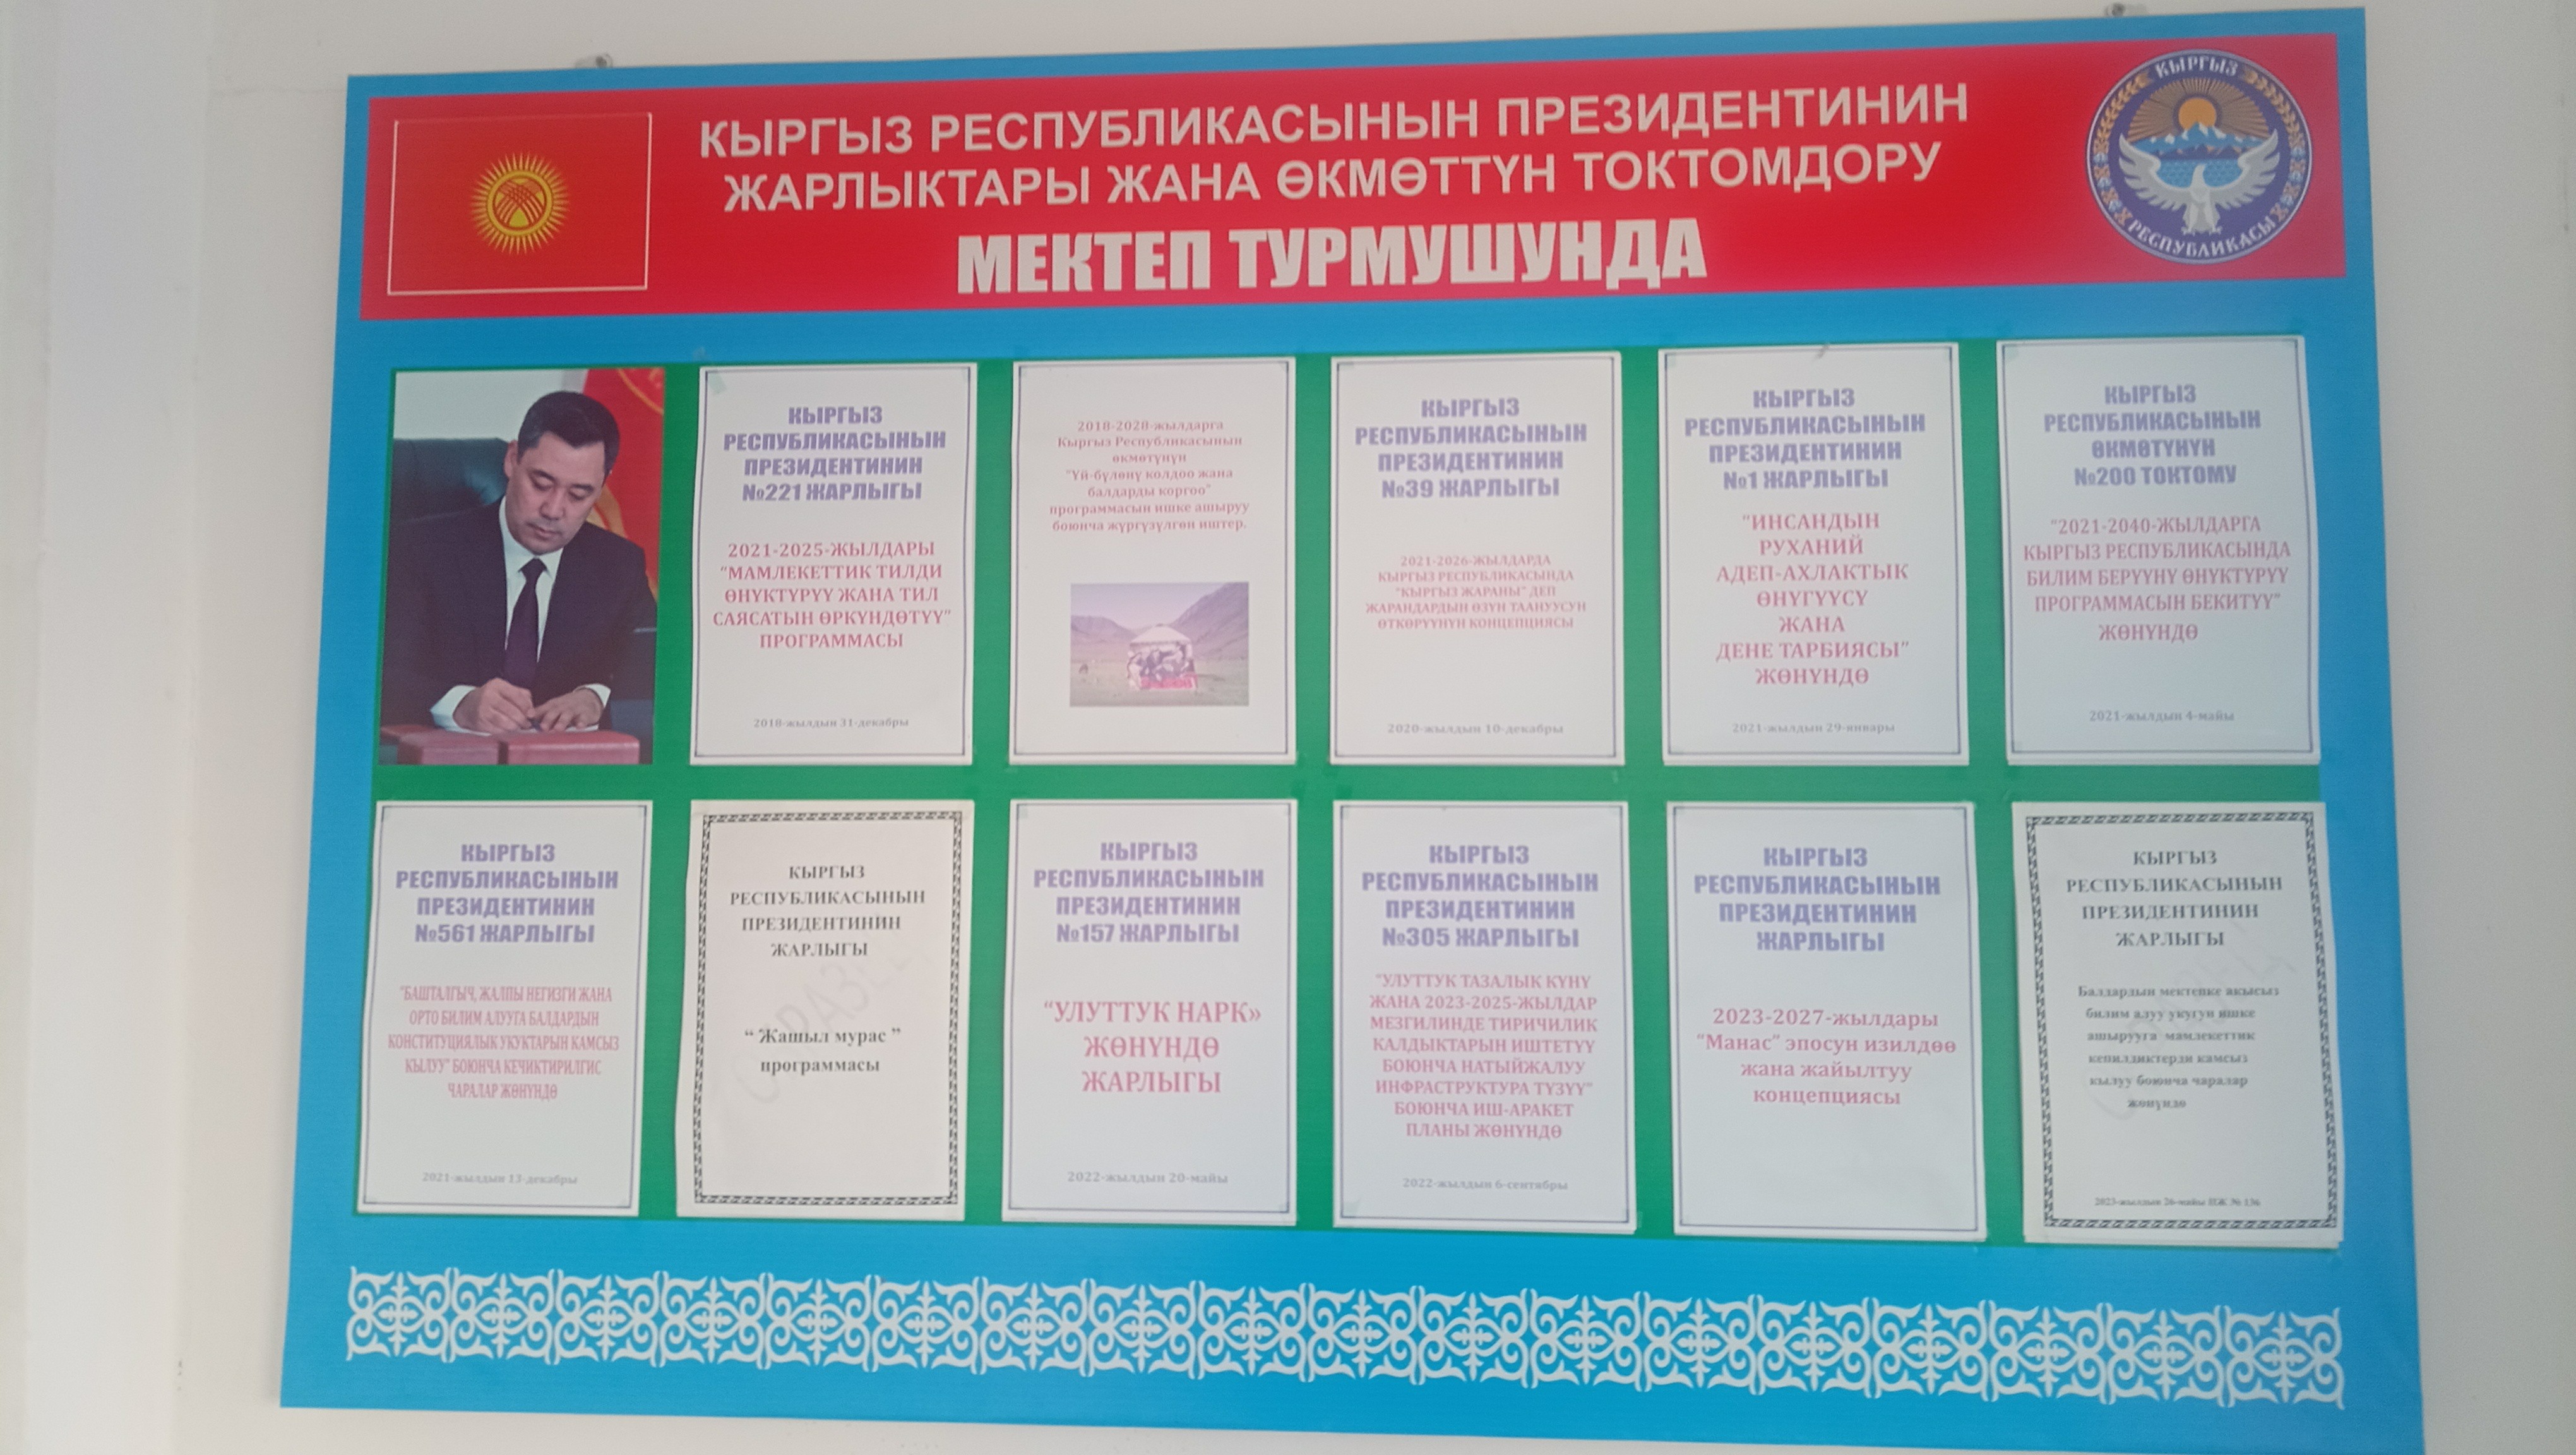 КЫРГЫЗ РЕСПУБЛИКАСЫНЫН ПРЕЗИДЕНТИНИН
ЖАРЛЫКТАРЫ ЖАНА ӨКМӨТТҮН ТОКТОМДОРУ
МЕКТЕП ТУРМУШУНДА
КЫРГЫЗ
РЕСПУБЛИКАСЫ
КЫРГЫЗ
РЕСПУБЛИКАСЫНЫН
ПРЕЗИДЕНТИНИН
№221 ЖАРЛЫГЫ
2021-2025-ЖЫЛДАРЫ
“МАМЛЕКЕТТИК ТИЛДИ
ӨНҮКТҮРҮҮ ЖАНА ТИЛ
САЯСАТЫН ӨРКҮНДӨТҮҮ”
ПРОГРАММАСЫ
2018-жылдын 31-декабры
2018-2028-жылдарга
Кыргыз Республикасынын
өкмөтүнүн
“Үй-бүлөнү колдоо жана
балдарды коргоо”
программасын ишке ашыруу
боюнча жүргүзүлгөн иштер.
КЫРГЫЗ
РЕСПУБЛИКАСЫНЫН
ПРЕЗИДЕНТИНИН
№39 ЖАРЛЫГЫ
2021-2026-ЖЫЛДАРДА
КЫРГЫЗ РЕСПУБЛИКАСЫНДА
“КЫРГЫЗ ЖАРАНЫ” ДЕП
ЖАРАНДАРДЫН ӨЗҮН ТААНУУСУН
ӨТКӨРҮҮНҮН КОНЦЕПЦИЯСЫ
2020-жылдын 10-декабры
КЫРГЫЗ
РЕСПУБЛИКАСЫНЫН
ПРЕЗИДЕНТИНИН
№1 ЖАРЛЫГЫ
“ИНСАНДЫН
РУХАНИЙ
АДЕП-АХЛАКТЫК
ӨНҮГҮҮСҮ
ЖАНА
ДЕНЕ ТАРБИЯСЫ”
ЖӨНҮНДӨ
2021-жылдын 29-январы
КЫРГЫЗ
РЕСПУБЛИКАСЫНЫН
ӨКМӨТҮНҮН
№200 ТОКТОМУ
“2021-2040-ЖЫЛДАРГА
КЫРГЫЗ РЕСПУБЛИКАСЫНДА
БИЛИМ БЕРҮҮНҮ ӨНҮКТҮРҮҮ
ПРОГРАММАСЫН БЕКИТҮҮ”
ЖӨНҮНДӨ
2021-жылдын 4-майы
КЫРГЫЗ
РЕСПУБЛИКАСЫНЫН
ПРЕЗИДЕНТИНИН
№561 ЖАРЛЫГЫ
“БАШТАЛГЫЧ, ЖАЛПЫ НЕГИЗГИ ЖАНА
ОРТО БИЛИМ АЛУУГА БАЛДАРДЫН
КОНСТИТУЦИЯЛЫК УКУКТАРЫН КАМСЫЗ
КЫЛУУ” БОЮНЧА КЕЧИКТИРИЛГИС
ЧАРАЛАР ЖӨНҮНДӨ
2021-жылдын 13-декабры
КЫРГЫЗ
РЕСПУБЛИКАСЫНЫН
ПРЕЗИДЕНТИНИН
ЖАРЛЫГЫ
“ Жашыл мурас ”
программасы
КЫРГЫЗ
РЕСПУБЛИКАСЫНЫН
ПРЕЗИДЕНТИНИН
№157 ЖАРЛЫГЫ
“УЛУТТУК НАРК»
ЖӨНҮНДӨ
ЖАРЛЫГЫ
2022-жылдын 20-майы
КЫРГЫЗ
РЕСПУБЛИКАСЫНЫН
ПРЕЗИДЕНТИНИН
№305 ЖАРЛЫГЫ
“УЛУТТУК ТАЗАЛЫК КҮНҮ
ЖАНА 2023-2025-ЖЫЛДАР
МЕЗГИЛИНДЕ ТИРИЧИЛИК
КАЛДЫКТАРЫН ИШТЕТҮҮ
БОЮНЧА НАТЫЙЖАЛУУ
ИНФРАСТРУКТУРА ТҮЗҮҮ”
БОЮНЧА ИШ-АРАКЕТ
ПЛАНЫ ЖӨНҮНДӨ
2022-жылдын 6-сентябры
КЫРГЫЗ
РЕСПУБЛИКАСЫНЫН
ПРЕЗИДЕНТИНИН
ЖАРЛЫГЫ
2023-2027-жылдары
“Манас” эпосун изилдөө
жана жайылтуу
концепциясы
КЫРГЫЗ
РЕСПУБЛИКАСЫНЫН
ПРЕЗИДЕНТИНИН
ЖАРЛЫГЫ
Балдардын мектепке акысыз
билим алуу укугун ишке
ашырууга мамлекеттик
кепилдиктерди камсыз
кылуу боюнча чаралар
жөнүндө
2023-жылдын 26-майы ПЖ № 136